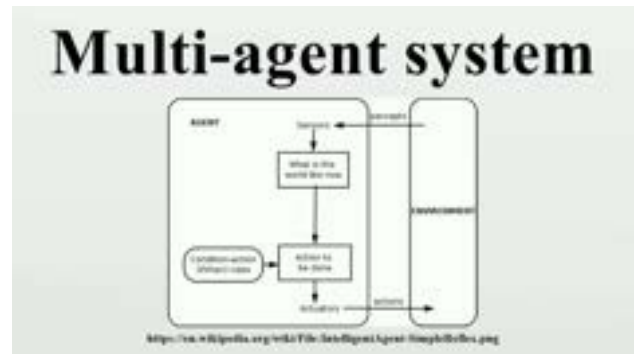 Multi-agent system
AGENT
Sensors
percepts
What is the
world like now
ENVIRONMENT
Condition-action
(if-then) rules
Action to
be done
Actuators
actions
https://en.wikipedia.org/wiki/File:IntelligentAgent-SimpleReflex.png